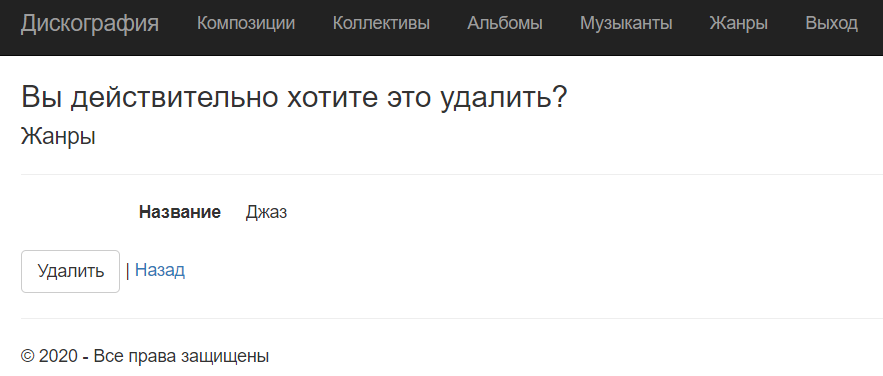 Дискография Композиции Коллективы Альбомы Музыканты Жанры Выход
Вы действительно хотите это удалить?
Жанры
Название Джаз
Удалить | Назад
© 2020 - Все права защищены